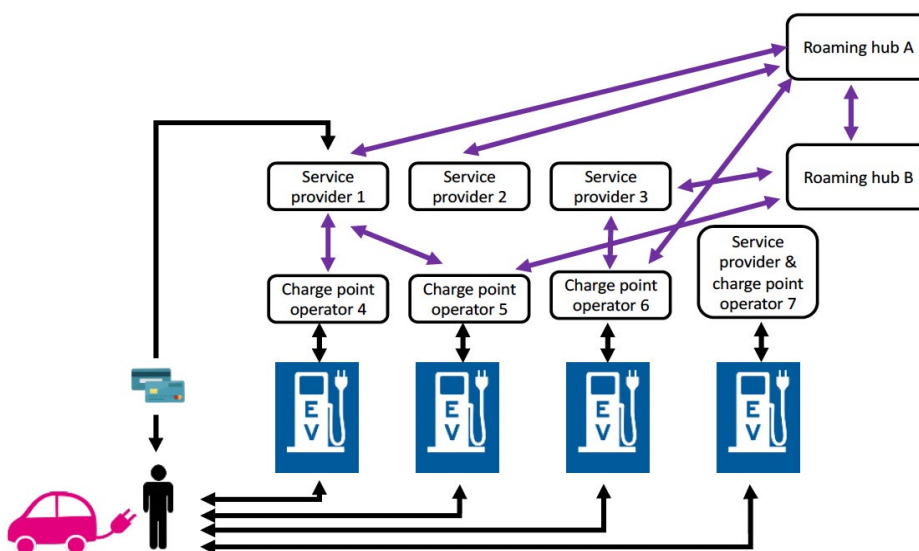 Roaming hub A
Service
provider 1
Service
provider 2
Service
provider 3
Roaming hub B
Service
provider &
charge point
operator 7
Charge point
operator 4
Charge point
operator 5
Charge point
operator 6
E
V
E
V
E
V
E
V